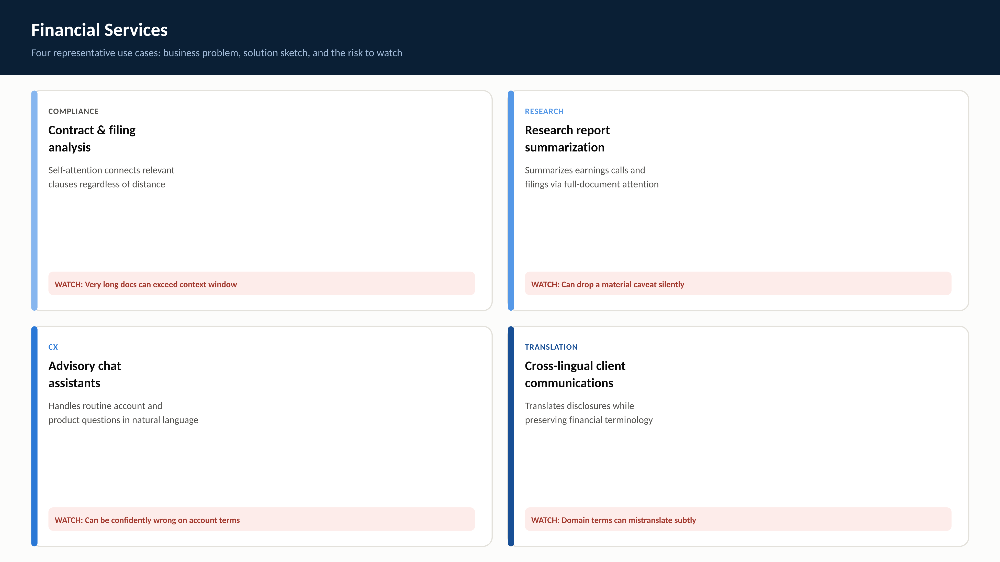 Financial Services
Four representative use cases: business problem, solution sketch, and the risk to watch
COMPLIANCE
Contract & filing
analysis
Self-attention connects relevant
clauses regardless of distance
WATCH: Very long docs can exceed context window
RESEARCH
Research report
summarization
Summarizes earnings calls and
filings via full-document attention
WATCH: Can drop a material caveat silently
CX
Advisory chat
assistants
Handles routine account and
product questions in natural language
WATCH: Can be confidently wrong on account terms
TRANSLATION
Cross-lingual client
communications
Translates disclosures while
preserving financial terminology
WATCH: Domain terms can mistranslate subtly